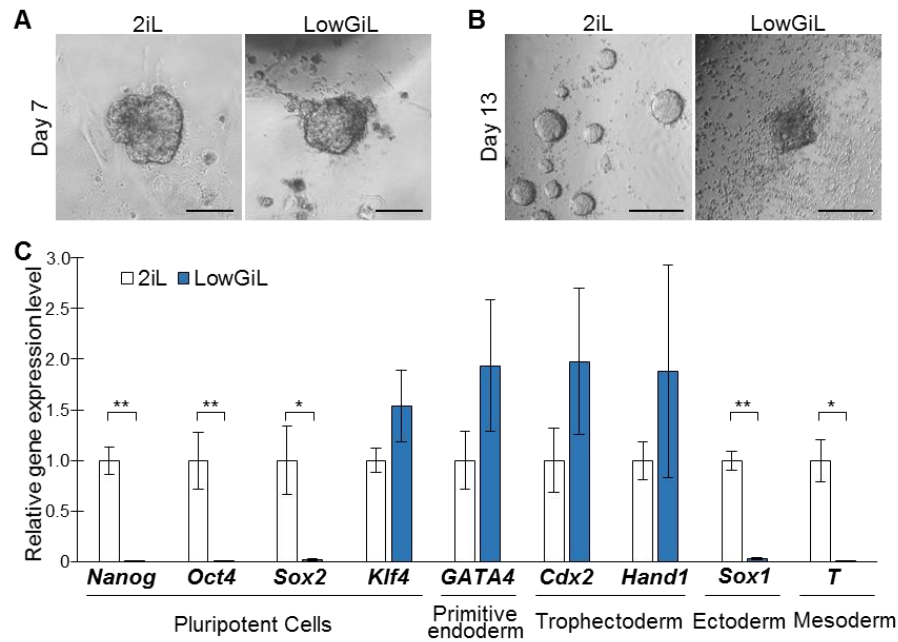 A
2iL
LowGiL
Day 7
B
2iL
LowGiL
Day 13
C
Relative gene expression level
3.0
2.5
2.0
1.5
1.0
0.5
0
2iL
LowGiL
**
**
*
**
*
Nanog Oct4 Sox2 Klf4 GATA4 Cdx2 Hand1 Sox1 T
Pluripotent Cells
Primitive
endoderm
Trophectoderm
Ectoderm
Mesoderm